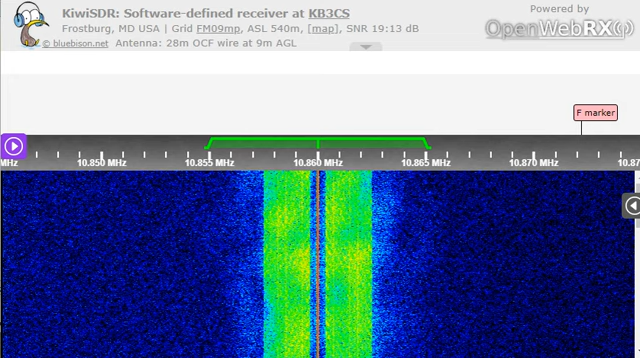 KiwiSDR: Software-defined receiver at KB3CS
Powered by
Frostburg, MD USA | Grid FM09mp, ASL 540m, [map], SNR 19:13 dB
OpenWebRX
© bluebison.net Antenna: 28m OCF wire at 9m AGL
F marker
MHz 10.850 MHz 10.855 MHz 10.860 MHz 10.865 MHz 10.870 MHz 10.87